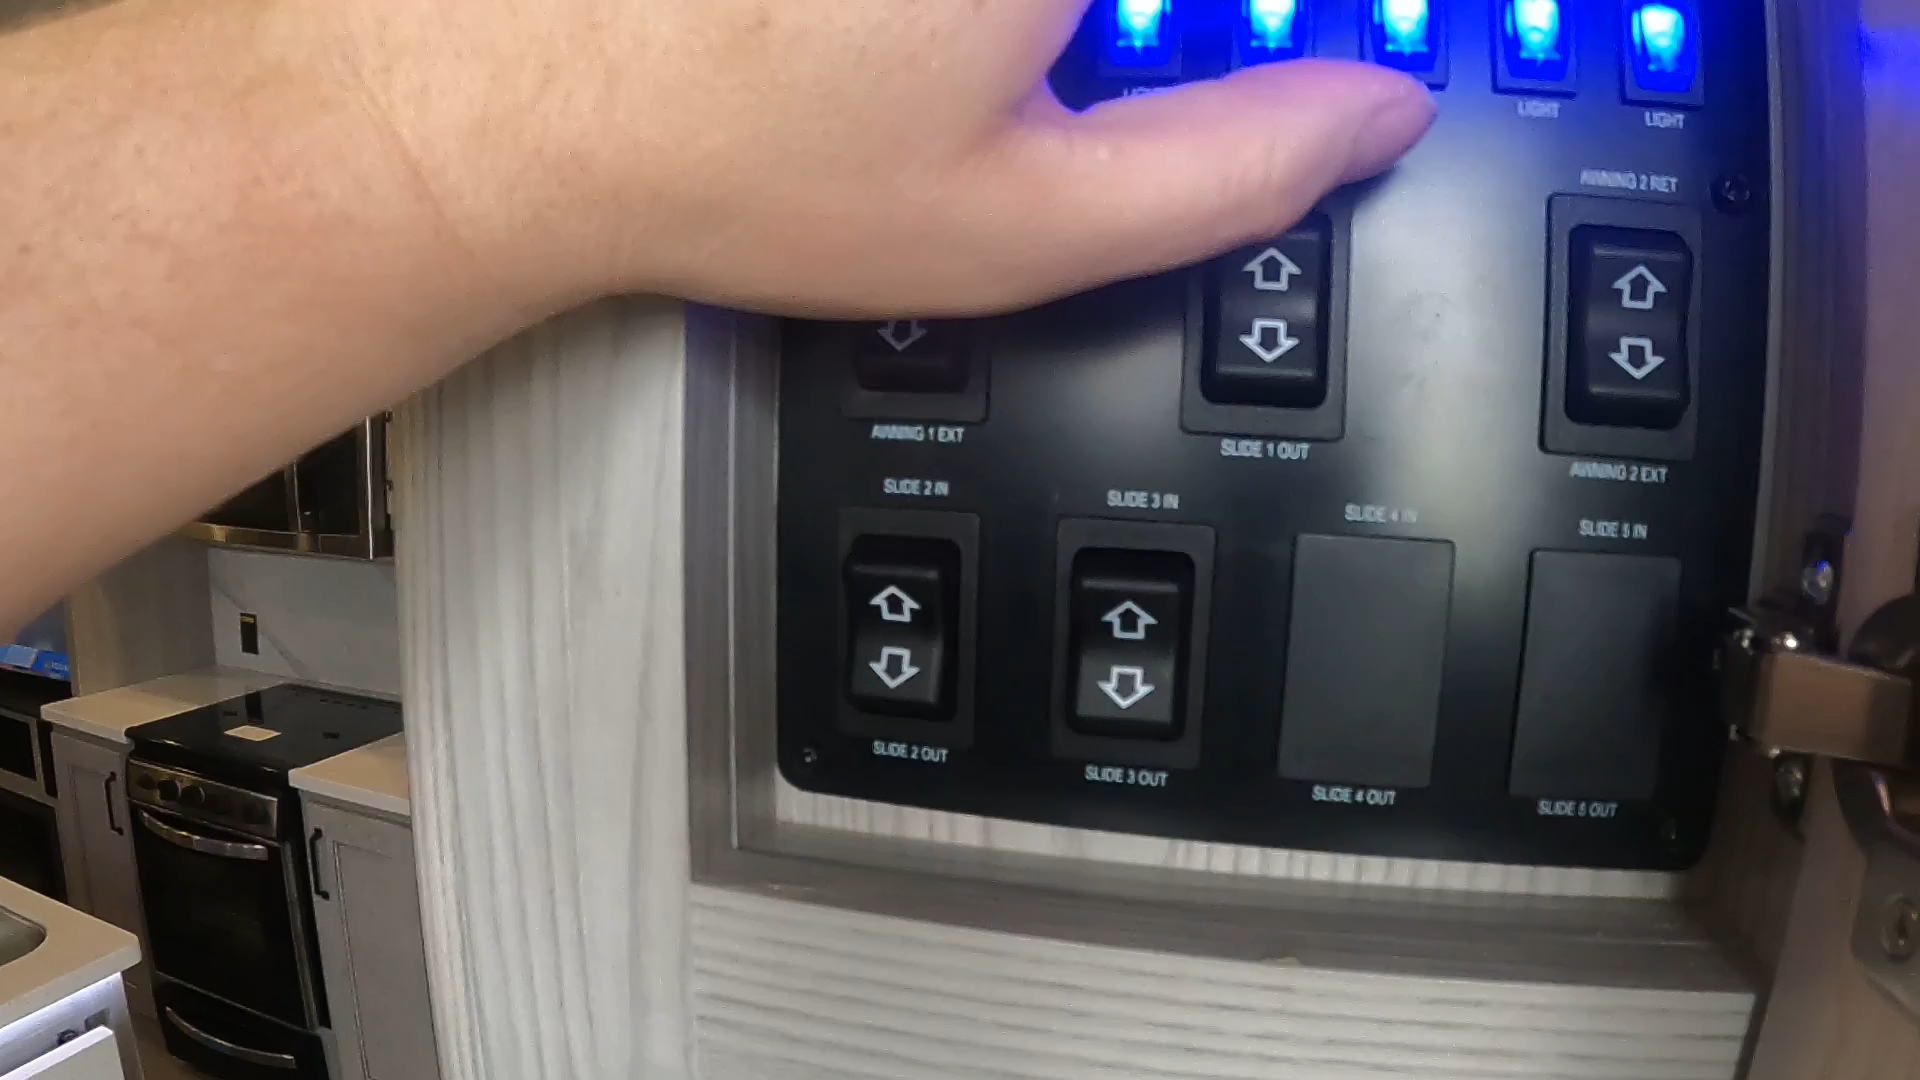 LIGHT
LIGHT
AWNING 2 RET
AWNING 1 EXT
SLIDE 1 OUT
AWNING 2 EXT
SLIDE 2 IN
SLIDE 3 IN
SLIDE 4 IN
SLIDE 5 IN
SLIDE 2 OUT
SLIDE 3 OUT
SLIDE 4 OUT
SLIDE 5 OUT